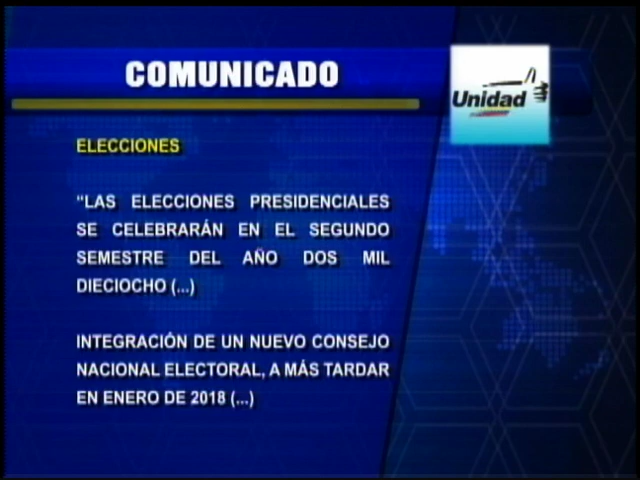 COMUNICADO
Unidad
ELECCIONES
“LAS ELECCIONES PRESIDENCIALES
SE CELEBRARÁN EN EL SEGUNDO
SEMESTRE DEL AÑO DOS MIL
DIECIOCHO (...)
INTEGRACIÓN DE UN NUEVO CONSEJO
NACIONAL ELECTORAL, A MÁS TARDAR
EN ENERO DE 2018 (...)